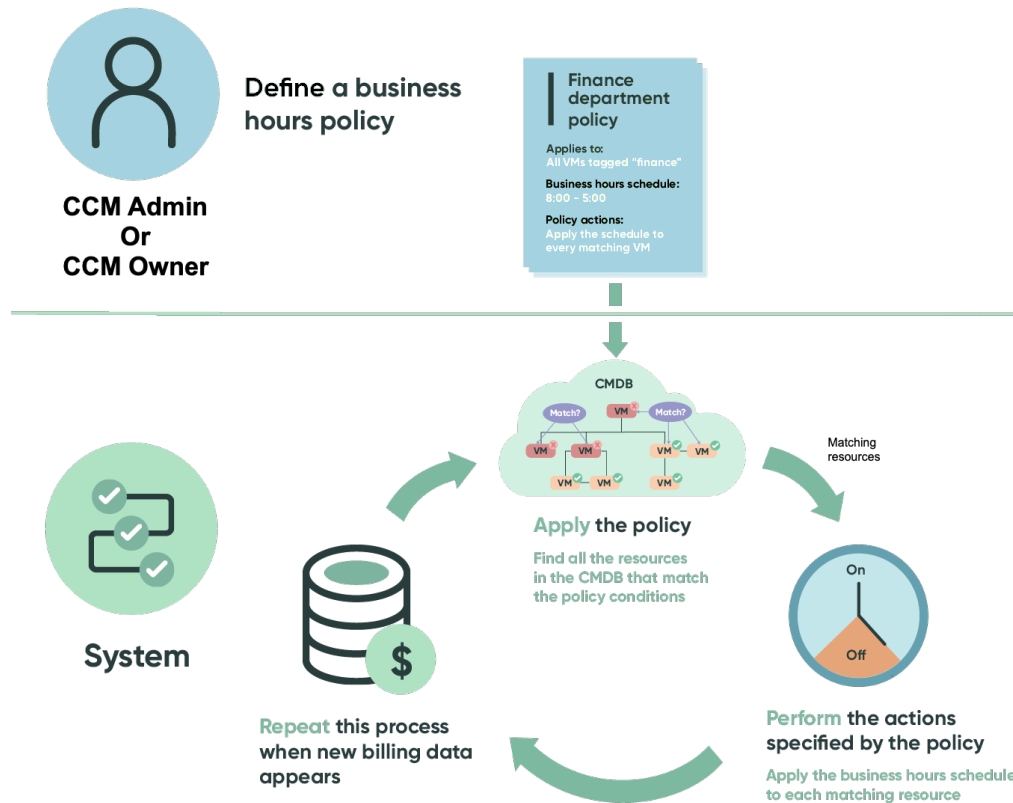 Define a business
hours policy
CCM Admin
Or
CCM Owner
Finance
department
policy
Applies to:
All VMs tagged "finance"
Business hours schedule:
8:00 - 5:00
Policy actions:
Apply the schedule to
every matching VM
CMDB
Match?
VM
Match?
VM
VM
VM
VM
VM
VM
VM
Matching
resources
Apply the policy
Find all the resources
in the CMDB that match
the policy conditions
On
Off
System
$
Repeat this process
when new billing data
appears
Perform the actions
specified by the policy
Apply the business hours schedule
to each matching resource